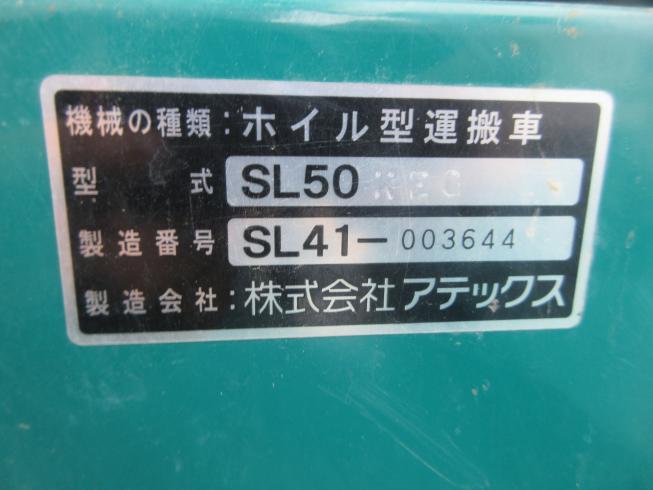 機械の種類：ホイル型運搬車
型式 SL50
製造番号 SL41-003644
製造会社：株式会社アテックス